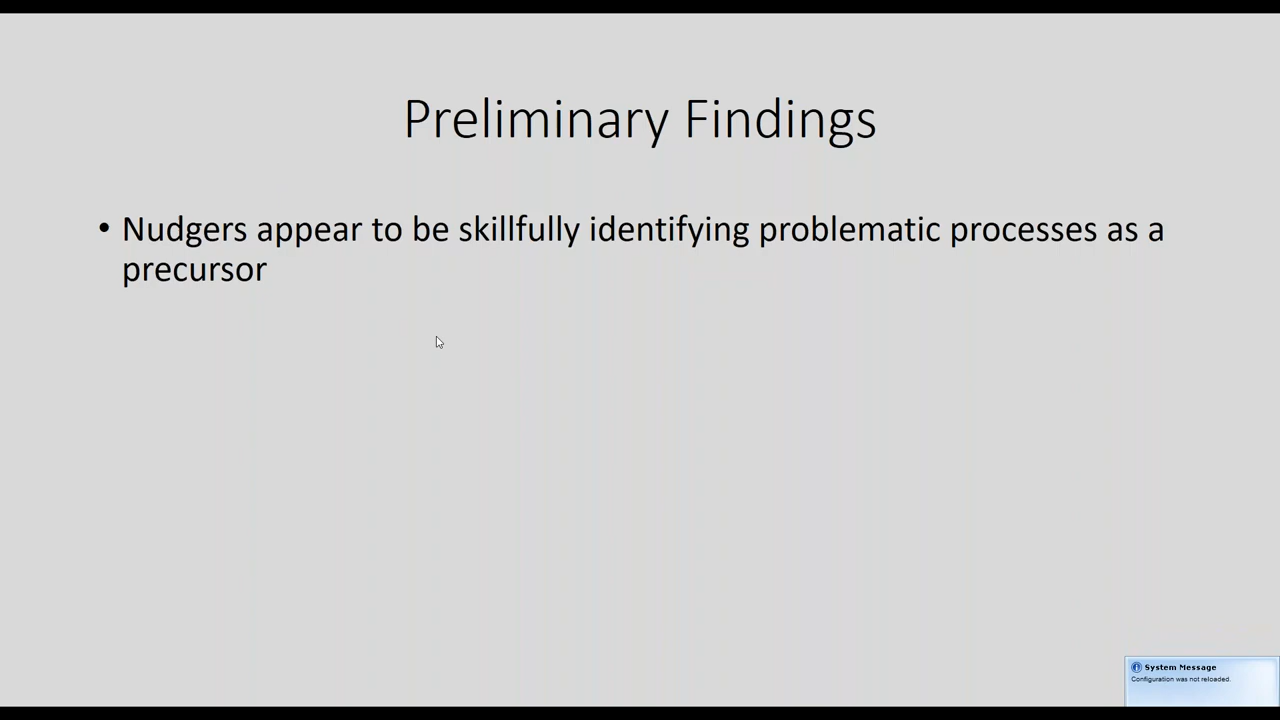 Preliminary Findings
• Nudgers appear to be skillfully identifying problematic processes as a
precursor
System Message
Configuration was not reloaded.